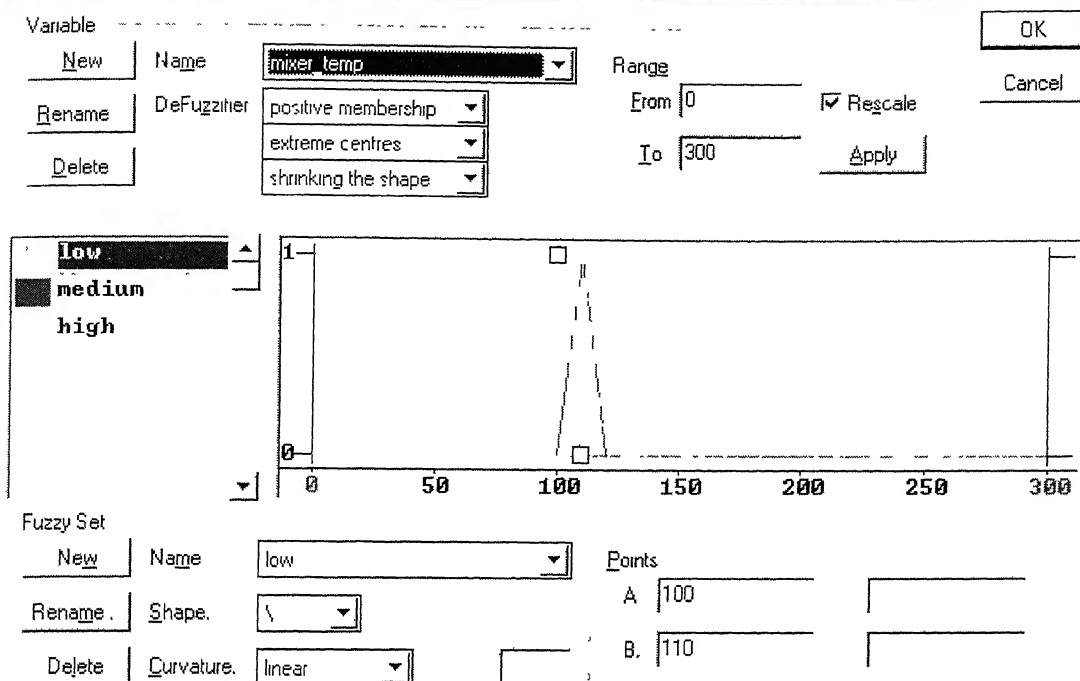 Variable
OK
New Name mixer_temp Range
From 0 Rescale Cancel
Rename DeFuzzifier positive membership
extreme centres To 300 Apply
Delete shrinking the shape
low
medium
high
1
0
0 50 100 150 200 250 300
Fuzzy Set
New Name low Points
A 100
Rename. Shape. \
B. 110
Delete Curvature. linear